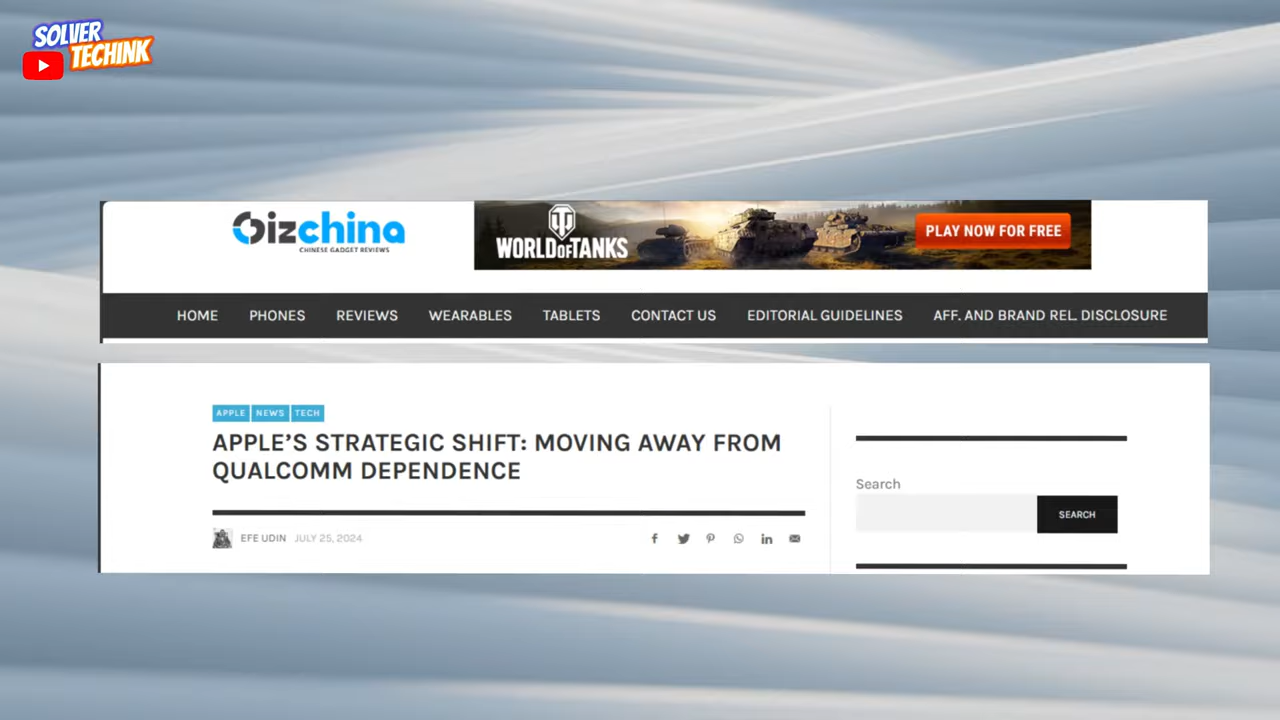 SOLVER
TECHINK
Gizchina
CHINESE GADGET REVIEWS
WORLD OF TANKS
PLAY NOW FOR FREE
HOME PHONES REVIEWS WEARABLES TABLETS CONTACT US EDITORIAL GUIDELINES AFF. AND BRAND REL. DISCLOSURE
APPLE NEWS TECH
APPLE’S STRATEGIC SHIFT: MOVING AWAY FROM
QUALCOMM DEPENDENCE
EFE UDIN JULY 25, 2024
Search
SEARCH